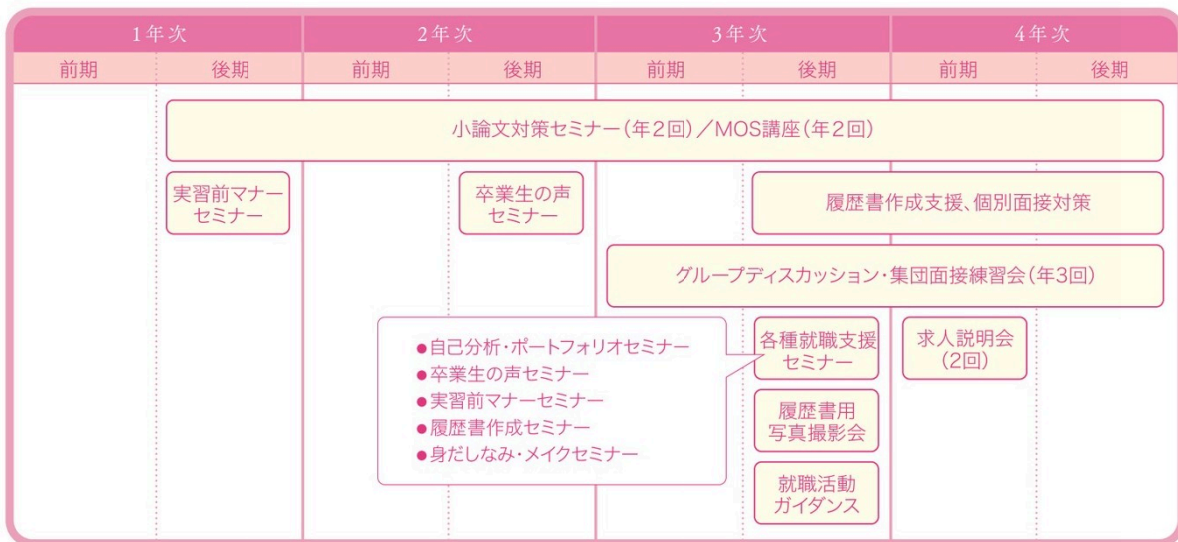 1年次 2年次 3年次 4年次
前期 後期 前期 後期 前期 後期 前期 後期
小論文対策セミナー(年2回)/MOS講座(年2回)
実習前マナー
セミナー
卒業生の声
セミナー
履歴書作成支援、個別面接対策
グループディスカッション・集団面接練習会(年3回)
●自己分析・ポートフォリオセミナー
●卒業生の声セミナー
●実習前マナーセミナー
●履歴書作成セミナー
●身だしなみ・メイクセミナー
各種就職支援
セミナー
求人説明会
(2回)
履歴書用
写真撮影会
就職活動
ガイダンス